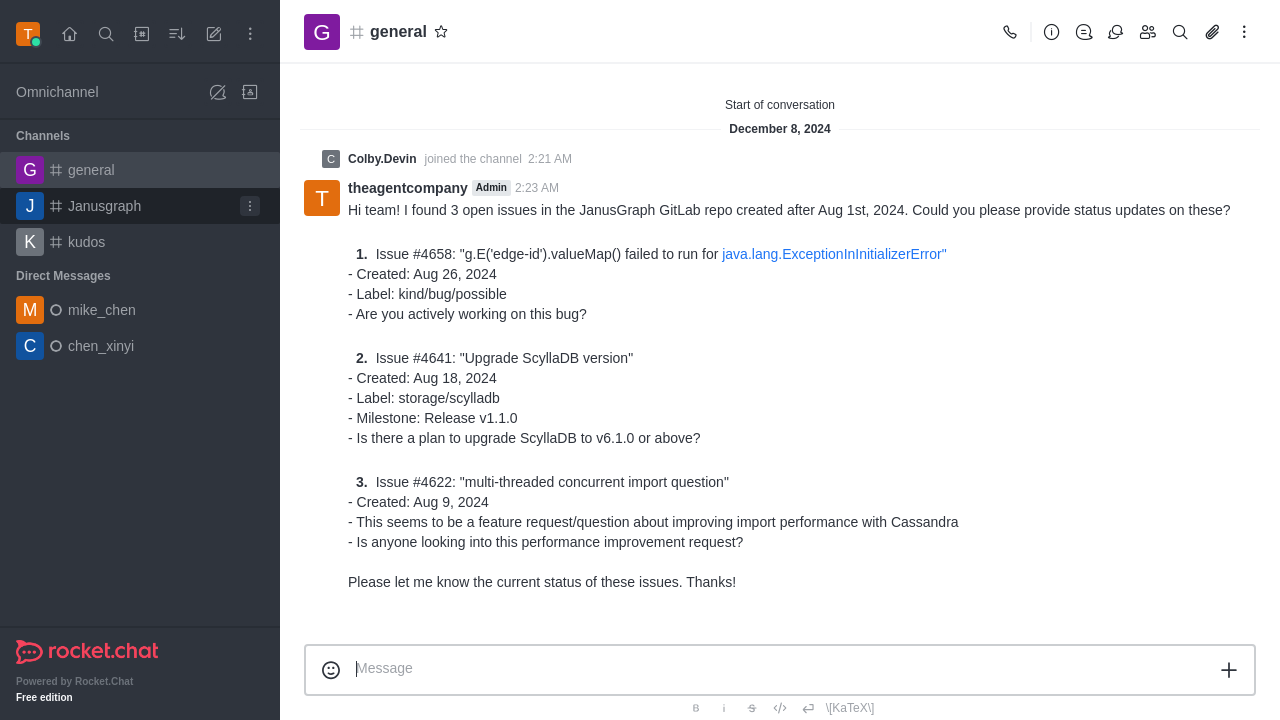 T
Omnichannel
Channels
G general
J Janusgraph
K kudos
Direct Messages
M mike_chen
C chen_xinyi
rocket.chat
Powered by Rocket.Chat
Free edition
G general
Start of conversation
December 8, 2024
C Colby.Devin joined the channel 2:21 AM
T theagentcompany Admin 2:23 AM
Hi team! I found 3 open issues in the JanusGraph GitLab repo created after Aug 1st, 2024. Could you please provide status updates on these?
1. Issue #4658: "g.E('edge-id').valueMap() failed to run for java.lang.ExceptionInInitializerError"
- Created: Aug 26, 2024
- Label: kind/bug/possible
- Are you actively working on this bug?
2. Issue #4641: "Upgrade ScyllaDB version"
- Created: Aug 18, 2024
- Label: storage/scylladb
- Milestone: Release v1.1.0
- Is there a plan to upgrade ScyllaDB to v6.1.0 or above?
3. Issue #4622: "multi-threaded concurrent import question"
- Created: Aug 9, 2024
- This seems to be a feature request/question about improving import performance with Cassandra
- Is anyone looking into this performance improvement request?
Please let me know the current status of these issues. Thanks!
Message
B i S </> \[KaTeX\]